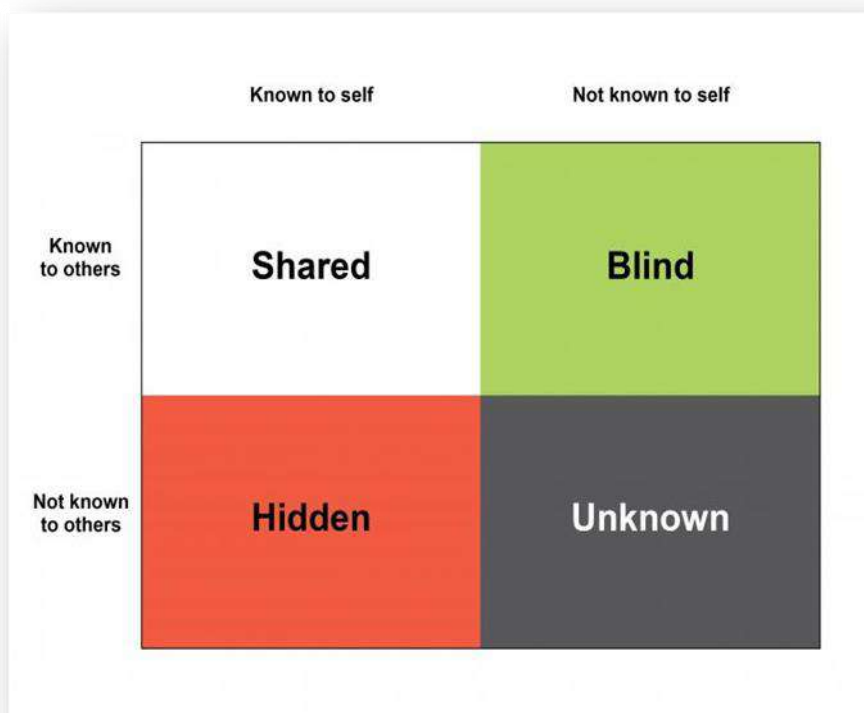 Known to self
Not known to self
Known
to others
Shared
Blind
Not known
to others
Hidden
Unknown